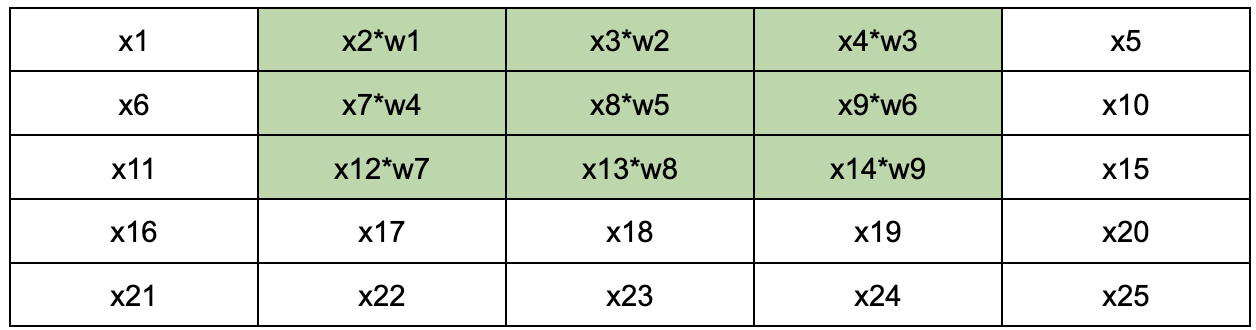 x1 x2*w1 x3*w2 x4*w3 x5
x6 x7*w4 x8*w5 x9*w6 x10
x11 x12*w7 x13*w8 x14*w9 x15
x16 x17 x18 x19 x20
x21 x22 x23 x24 x25